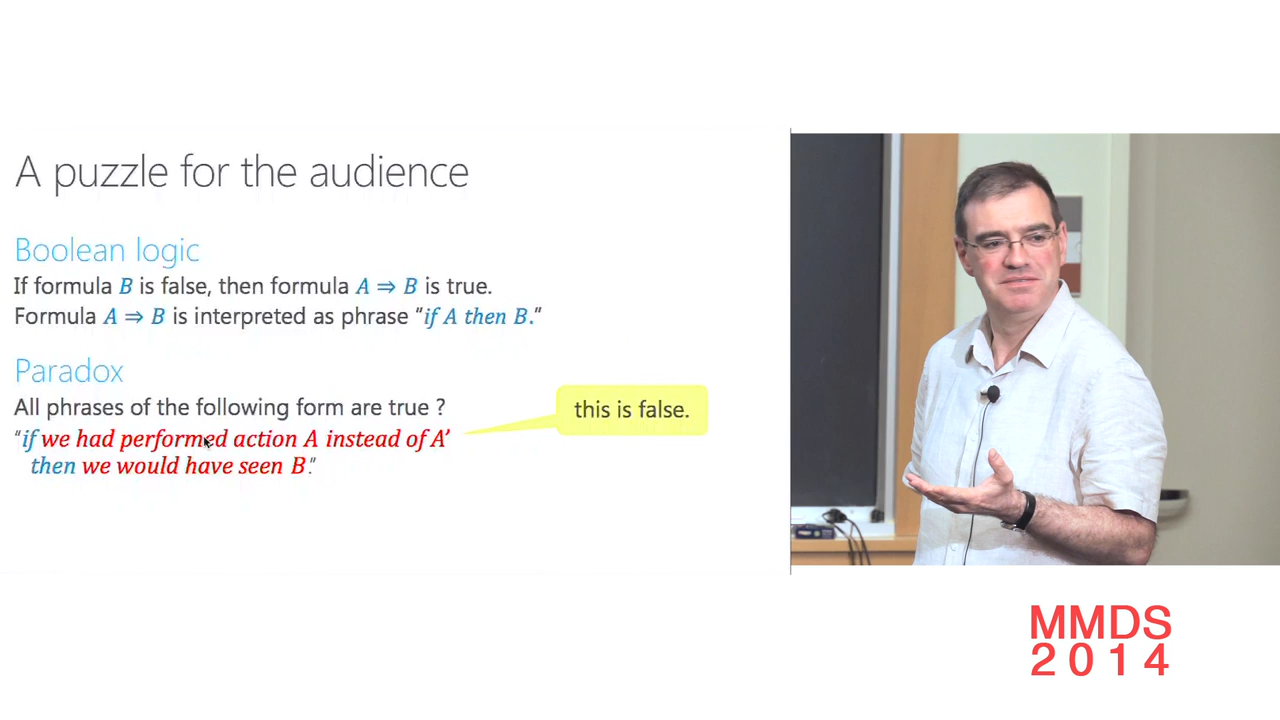 A puzzle for the audience
Boolean logic
If formula B is false, then formula A ⇒ B is true.
Formula A ⇒ B is interpreted as phrase “if A then B.“
Paradox
All phrases of the following form are true ?
this is false.
“if we had performed action A instead of A’
then we would have seen B.”
MMDS
2014